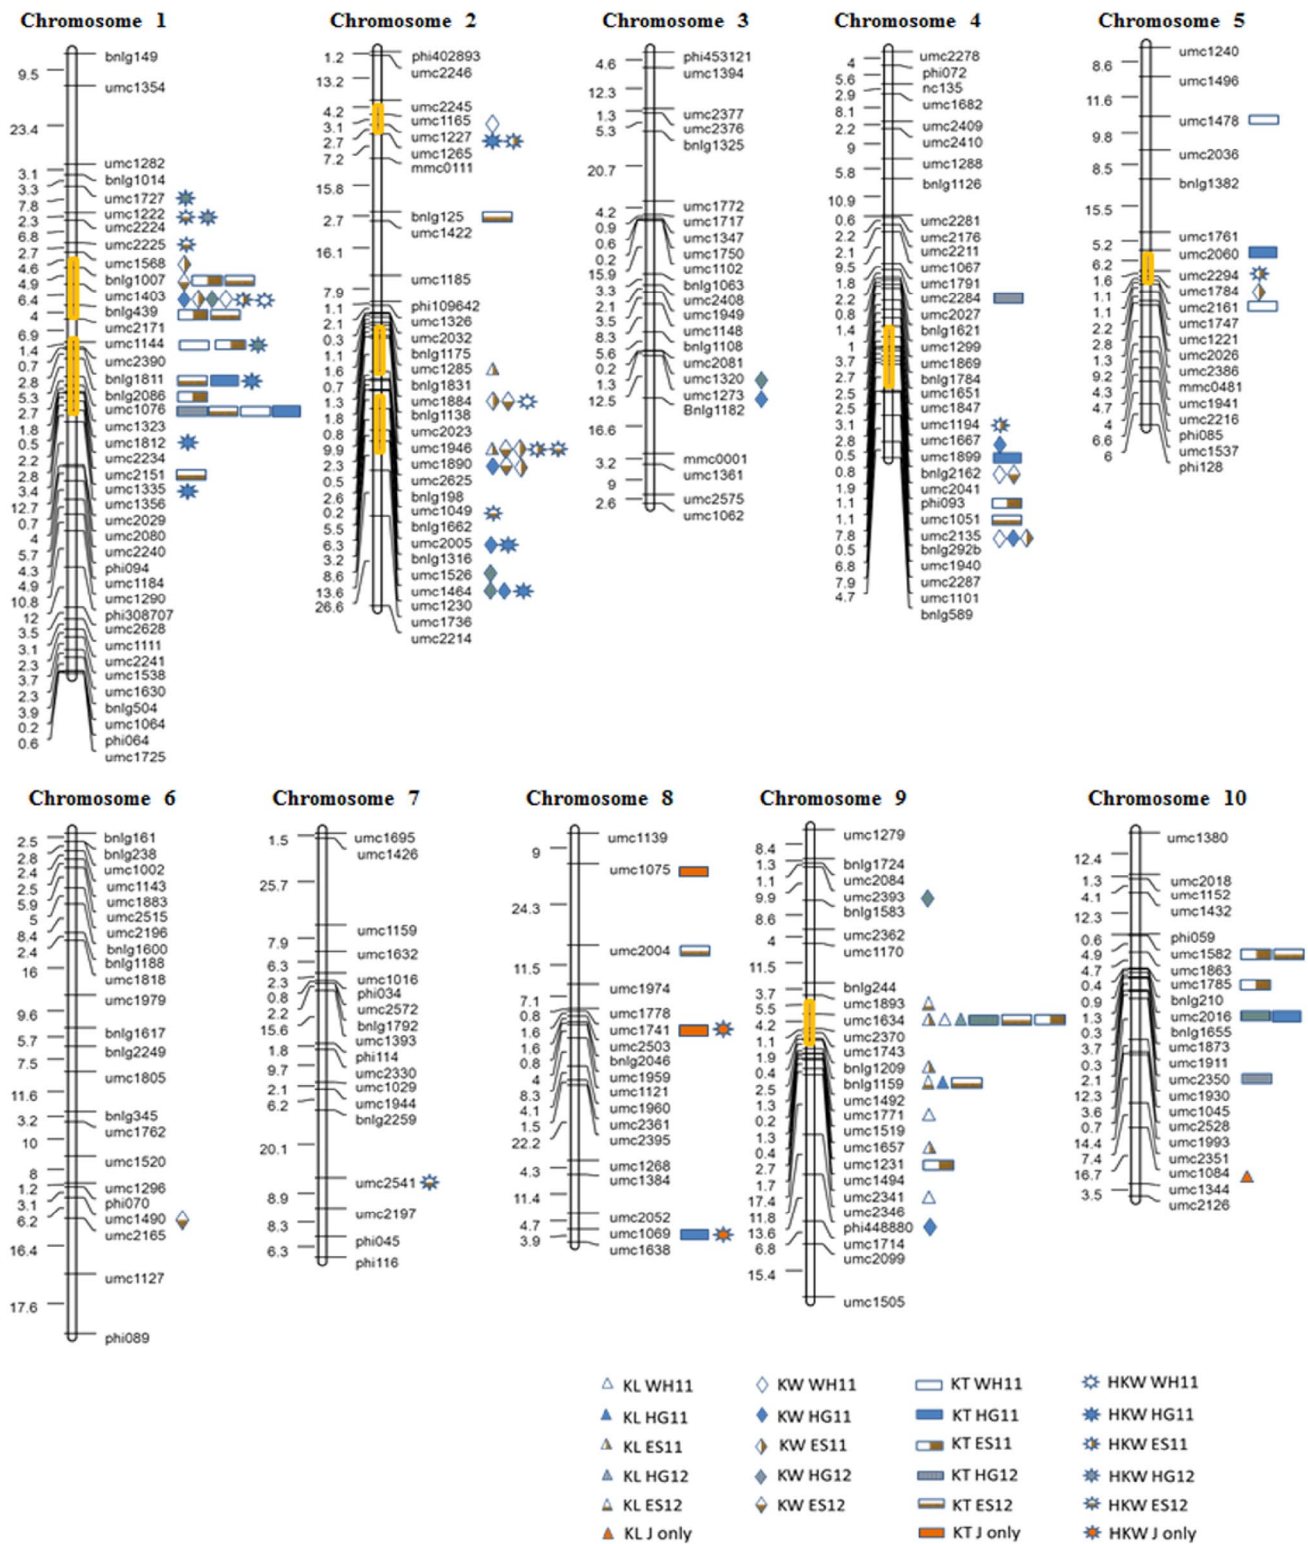 Chromosome 1
9.5
23.4
3.1
3.3
7.8
2.3
6.8
2.7
4.6
4.9
6.4
4
6.9
1.4
0.7
2.8
5.3
2.7
1.8
0.5
2.2
2.8
3.4
12.7
0.7
4
5.7
4.3
4.9
10.8
12
3.5
3.1
2.3
3.7
2.3
3.9
0.2
0.6
bnlg149
umc1354
umc1282
bnlg1014
umc1727
umc1222
umc2224
umc2225
umc1568
bnlg1007
umc1403
bnlg439
umc2171
umc1144
umc2390
bnlg1811
bnlg2086
umc1076
umc1323
umc1812
umc2234
umc2151
umc1335
umc1356
umc2029
umc2080
umc2240
phi094
umc1184
umc1290
phi308707
umc2628
umc1111
umc2241
umc1538
umc1630
bnlg504
umc1064
phi064
umc1725
Chromosome 2
1.2
13.2
4.2
3.1
2.7
7.2
15.8
2.7
16.1
7.9
1.1
2.1
0.3
1.1
1.6
0.7
1.3
1.8
0.8
9.9
2.3
0.5
2.6
0.2
5.5
6.3
3.2
8.6
13.6
26.6
phi402893
umc2246
umc2245
umc1165
umc1227
umc1265
mmc0111
bnlg125
umc1422
umc1185
phi109642
umc1326
umc2032
bnlg1175
umc1285
bnlg1831
umc1884
bnlg1138
umc2023
umc1946
umc1890
umc2625
bnlg198
umc1049
bnlg1662
umc2005
bnlg1316
umc1526
umc1464
umc1230
umc1736
umc2214
Chromosome 3
4.6
12.3
1.3
5.3
20.7
4.2
0.9
0.6
0.2
15.9
3.3
2.1
3.5
8.3
5.6
0.2
1.3
12.5
16.6
3.2
9
2.6
phi453121
umc1394
umc2377
umc2376
bnlg1325
umc1772
umc1717
umc1347
umc1750
umc1102
bnlg1063
umc2408
umc1949
umc1148
bnlg1108
umc2081
umc1320
umc1273
Bnlg1182
mmc0001
umc1361
umc2575
umc1062
Chromosome 4
4
5.6
2.9
8.1
2.2
9
5.8
10.9
0.6
2.2
2.1
9.5
1.8
2.2
0.8
1.4
1
3.7
2.7
2.5
2.5
3.1
2.8
0.5
0.8
1.9
1.1
1.1
7.8
0.5
6.8
7.9
4.7
umc2278
phi072
nc135
umc1682
umc2409
umc2410
umc1288
bnlg1126
umc2281
umc2176
umc2211
umc1067
umc1791
umc2284
umc2027
bnlg1621
umc1299
umc1869
bnlg1784
umc1651
umc1847
umc1194
umc1667
umc1899
bnlg2162
umc2041
phi093
umc1051
umc2135
bnlg292b
umc1940
umc2287
umc1101
bnlg589
Chromosome 5
8.6
11.6
9.8
8.5
15.5
5.2
6.2
1.6
1.1
1.1
2.2
2.8
1.3
9.2
4.3
4.7
4
6.6
6
umc1240
umc1496
umc1478
umc2036
bnlg1382
umc1761
umc2060
umc2294
umc1784
umc2161
umc1747
umc1221
umc2026
umc2386
mmc0481
umc1941
umc2216
phi085
umc1537
phi128
Chromosome 6
2.5
2.8
2.4
2.5
5.9
5
8.4
2.4
16
9.6
5.7
7.5
11.6
3.2
10
8
1.2
3.1
6.2
16.4
17.6
bnlg161
bnlg238
umc1002
umc1143
umc1883
umc2515
umc2196
bnlg1600
bnlg1188
umc1818
umc1979
bnlg1617
bnlg2249
umc1805
bnlg345
umc1762
umc1520
umc1296
phi070
umc1490
umc2165
umc1127
phi089
Chromosome 7
1.5
25.7
7.9
6.3
2.3
0.8
2.2
15.6
1.8
9.7
2.1
6.2
20.1
8.9
8.3
6.3
umc1695
umc1426
umc1159
umc1632
umc1016
phi034
umc2572
bnlg1792
umc1393
phi114
umc2330
umc1029
umc1944
bnlg2259
umc2541
umc2197
phi045
phi116
Chromosome 8
9
24.3
11.5
7.1
0.8
1.6
1.6
0.8
4
8.3
4.1
1.5
22.2
4.3
11.4
4.7
3.9
umc1139
umc1075
umc2004
umc1974
umc1778
umc1741
umc2503
bnlg2046
umc1959
umc1121
umc1960
umc2361
umc2395
umc1268
umc1384
umc2052
umc1069
umc1638
Chromosome 9
8.4
1.3
1.1
9.9
8.6
4
11.5
3.7
5.5
4.2
1.1
1.9
0.4
2.5
1.3
0.2
1.3
0.4
2.7
1.7
17.4
11.8
13.6
6.8
15.4
umc1279
bnlg1724
umc2084
umc2393
bnlg1583
umc2362
umc1170
bnlg244
umc1893
umc1634
umc2370
umc1743
bnlg1209
bnlg1159
umc1492
umc1771
umc1519
umc1657
umc1231
umc1494
umc2341
umc2346
phi448880
umc1714
umc2099
umc1505
Chromosome 10
12.4
1.3
4.1
12.3
0.6
4.9
4.7
0.4
0.9
0.3
0.3
3.7
0.3
2.1
12.3
3.6
0.7
14.4
7.4
16.7
3.5
umc1380
umc2018
umc1152
umc1432
phi059
umc1582
umc1863
umc1785
bnlg210
umc2016
bnlg1655
umc1873
umc1911
umc2350
umc1930
umc1045
umc2528
umc1993
umc2351
umc1084
umc1344
umc2126
KL WH11
KL HG11
KL ES11
KL HG12
KL ES12
KL J only
KW WH11
KW HG11
KW ES11
KW HG12
KW ES12
KT WH11
KT HG11
KT ES11
KT HG12
KT ES12
KT J only
HKW WH11
HKW HG11
HKW ES11
HKW HG12
HKW ES12
HKW J only